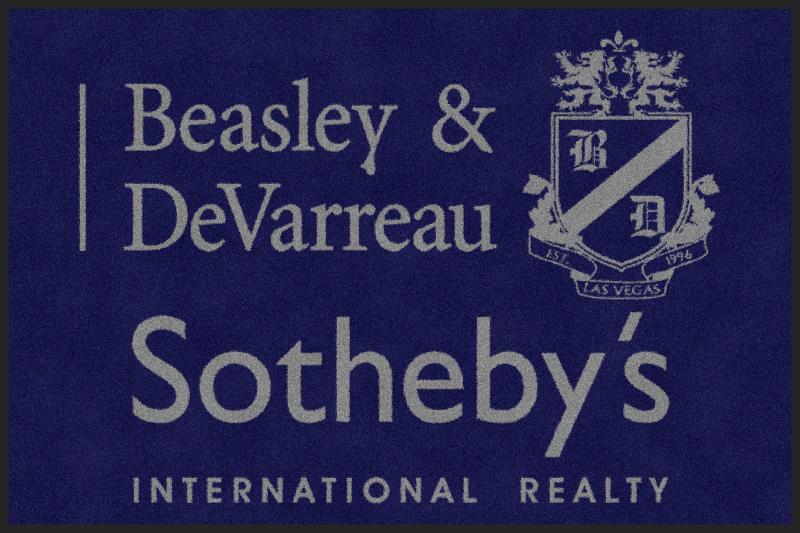 Beasley &
DeVarreau
B
D
EST. 1996
LAS VEGAS
Sotheby's
INTERNATIONAL REALTY